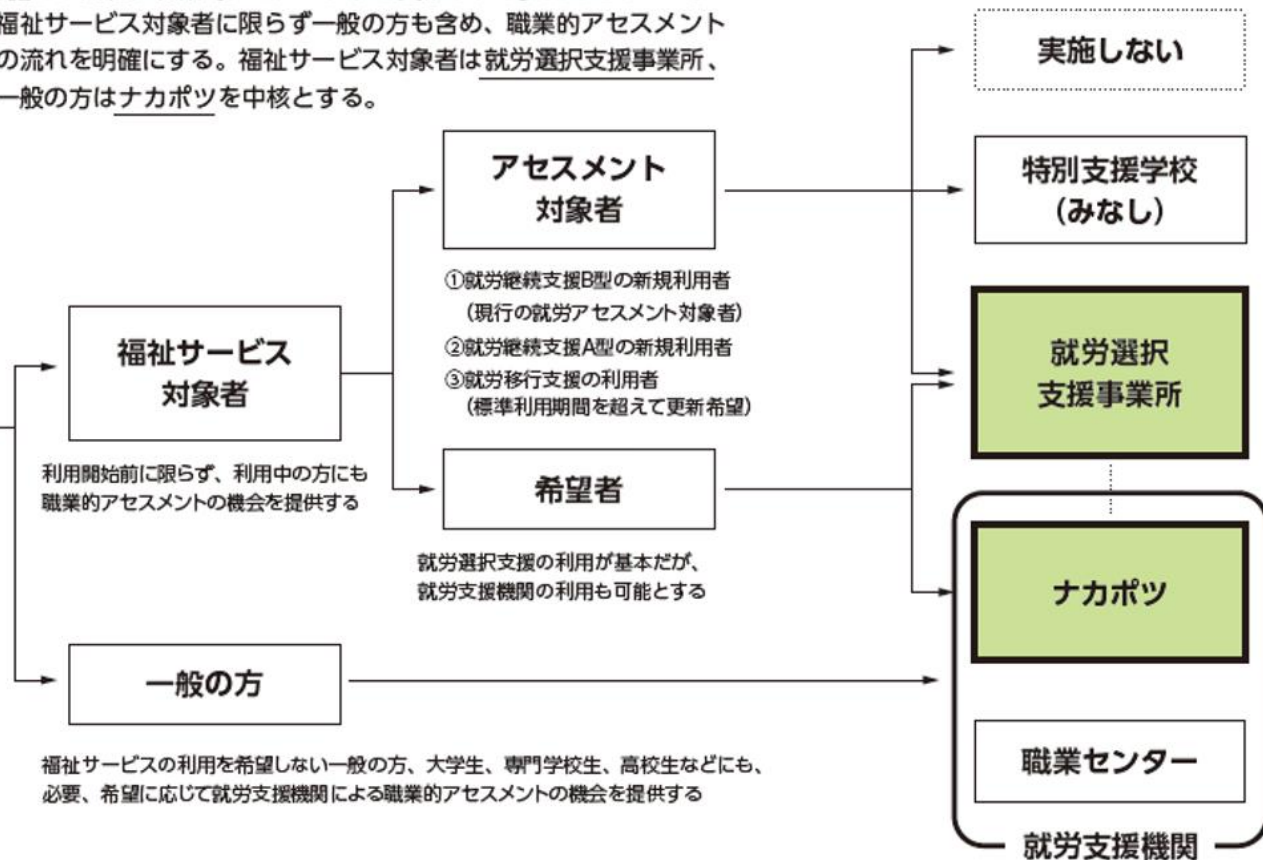 福祉サービス対象者に限らず一般の方も含め、職業的アセスメント
の流れを明確にする。福祉サービス対象者は就労選択支援事業所、
一般の方はナカポツを中核とする。
実施しない
アセスメント
対象者
特別支援学校
(みなし)
①就労継続支援B型の新規利用者
(現行の就労アセスメント対象者)
②就労継続支援A型の新規利用者
③就労移行支援の利用者
(標準利用期間を超えて更新希望)
福祉サービス
対象者
就労選択
支援事業所
利用開始前に限らず、利用中の方にも
職業的アセスメントの機会を提供する
希望者
就労選択支援の利用が基本だが、
就労支援機関の利用も可能とする
ナカポツ
一般の方
福祉サービスの利用を希望しない一般の方、大学生、専門学校生、高校生などにも、
必要、希望に応じて就労支援機関による職業的アセスメントの機会を提供する
職業センター
就労支援機関